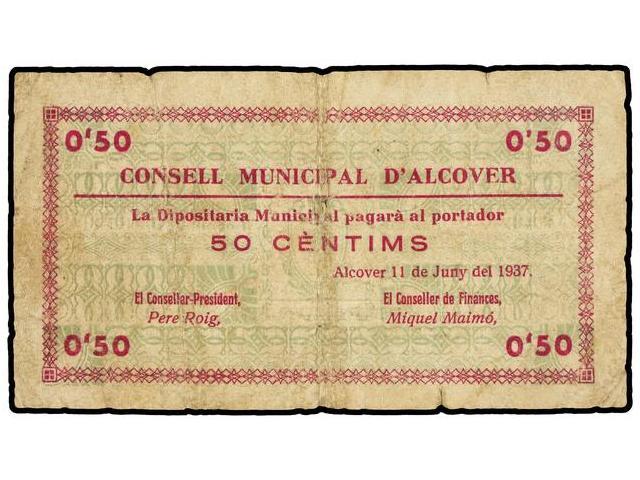 0'50 0'50
CONSELL MUNICIPAL D'ALCOVER
La Dipositaria Municipal pagarà al portador
50 CÈNTIMS
Alcover 11 de Juny del 1937.
El Conseller-President, El Conseller de Finances,
Pere Roig, Miquel Maimó,
0'50 0'50